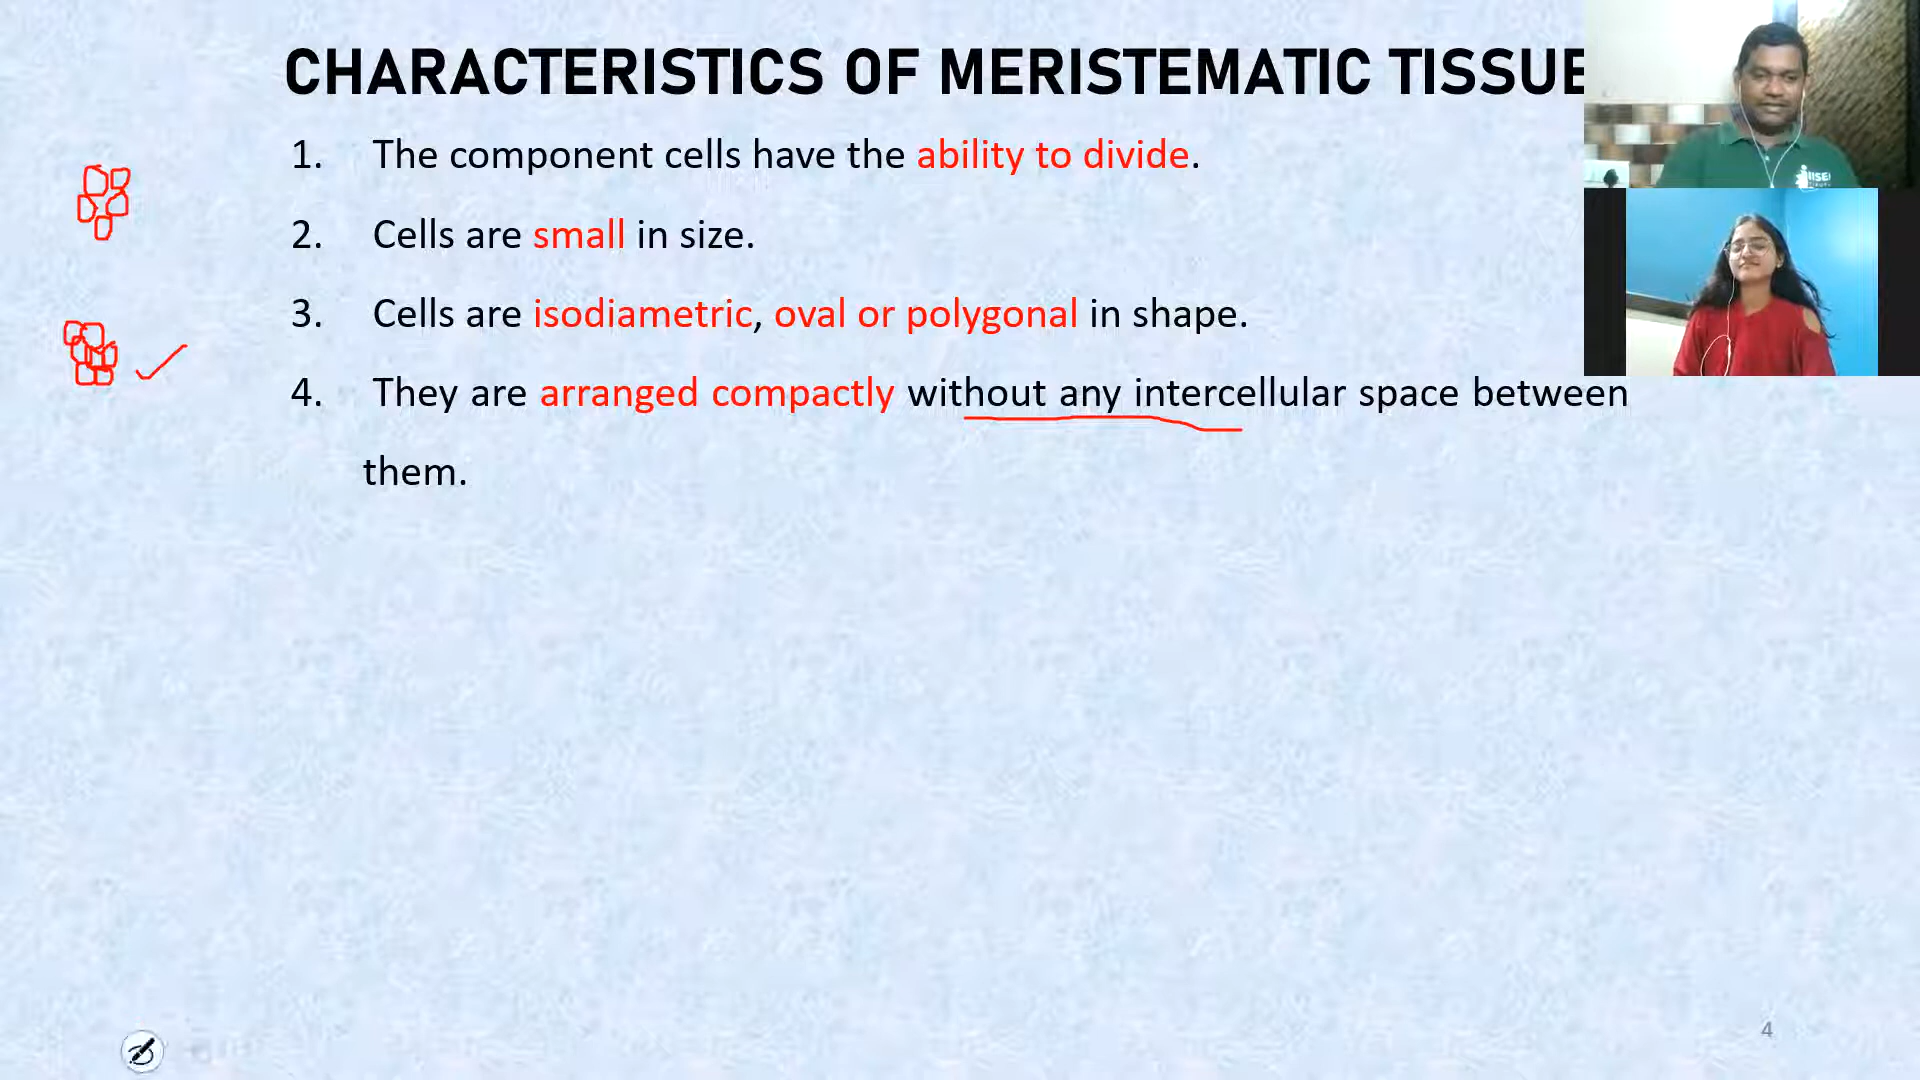 CHARACTERISTICS OF MERISTEMATIC TISSUE
1. The component cells have the ability to divide.
2. Cells are small in size.
3. Cells are isodiametric, oval or polygonal in shape.
4. They are arranged compactly without any intercellular space between
them.
4